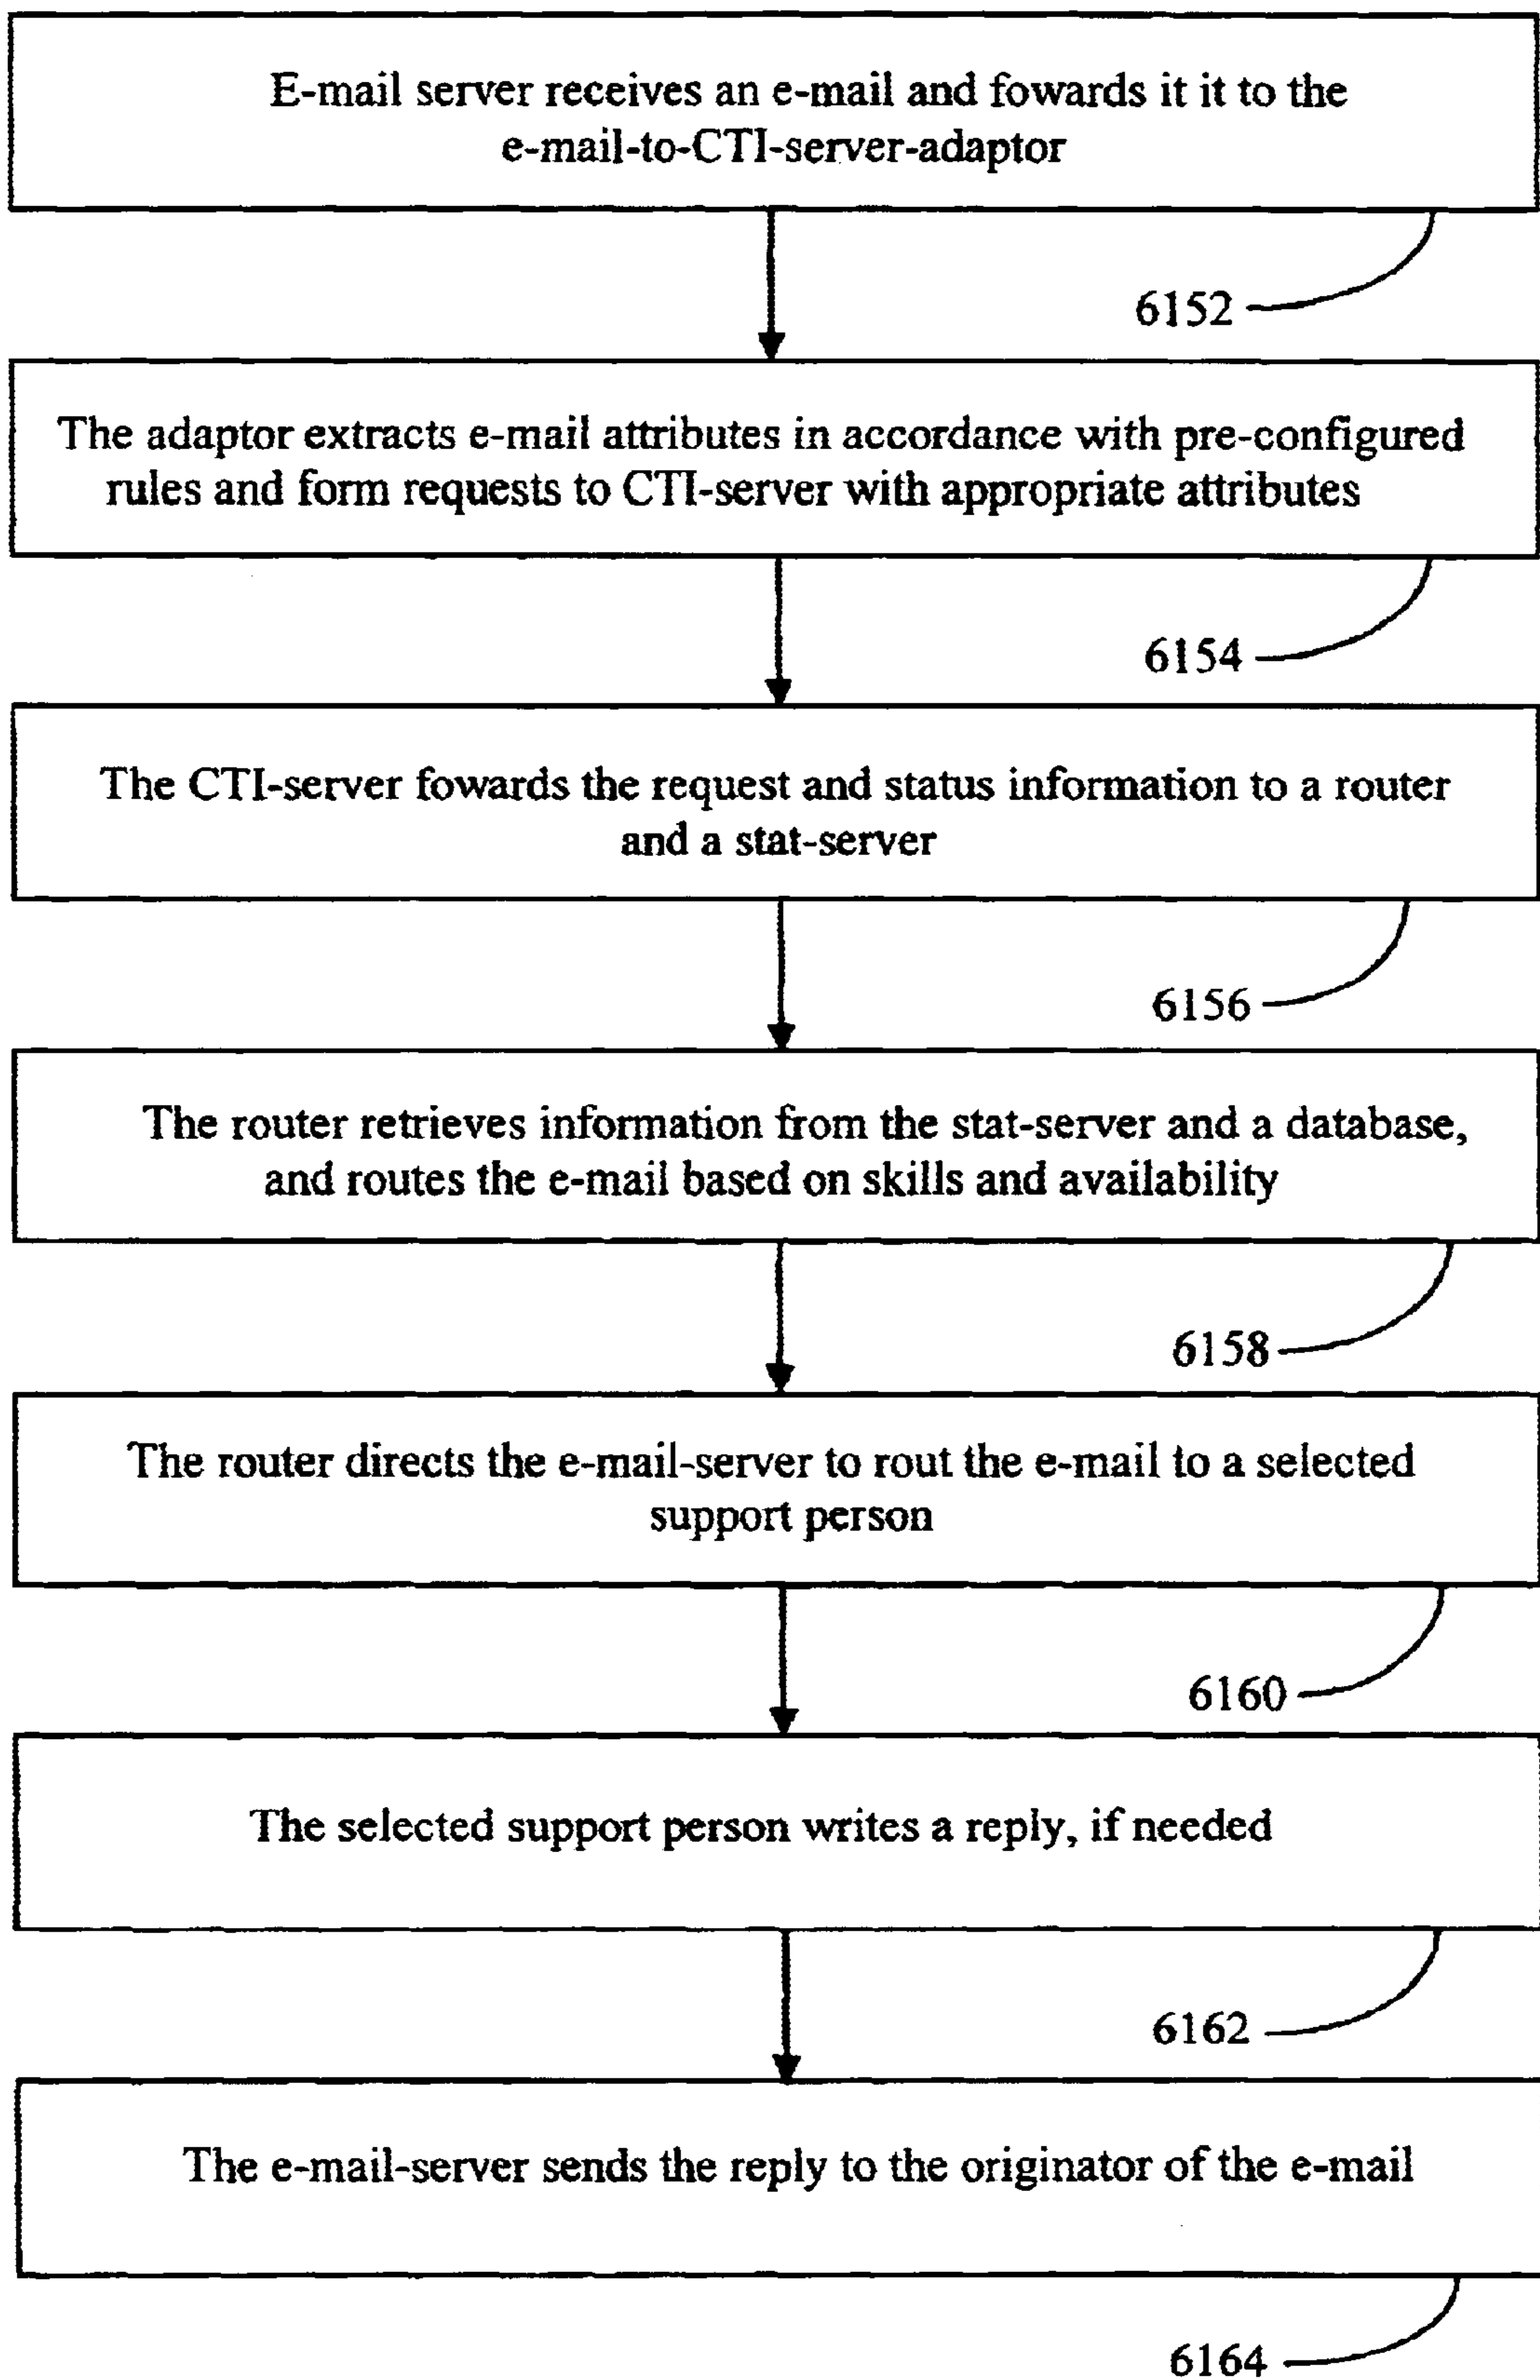 E-mail server receives an e-mail and fowards it it to the
e-mail-to-CTI-server-adaptor
6152
The adaptor extracts e-mail attributes in accordance with pre-configured
rules and form requests to CTI-server with appropriate attributes
6154
The CTI-server fowards the request and status information to a router
and a stat-server
6156
The router retrieves information from the stat-server and a database,
and routes the e-mail based on skills and availability
6158
The router directs the e-mail-server to rout the e-mail to a selected
support person
6160
The selected support person writes a reply, if needed
6162
The e-mail-server sends the reply to the originator of the e-mail
6164